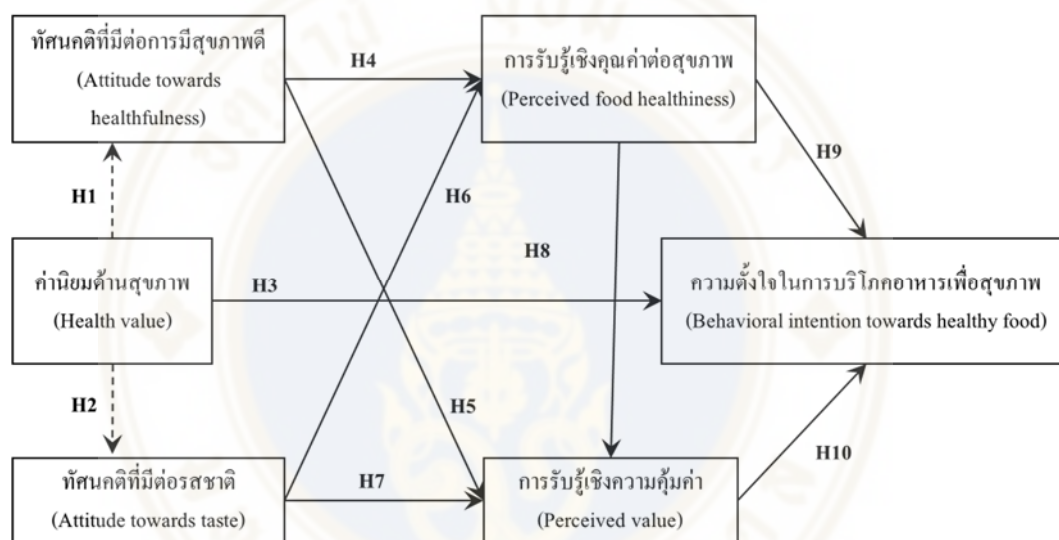 ทัศนคติที่มีต่อการมีสุขภาพดี
(Attitude towards
healthfulness)
H4
การรับรู้เชิงคุณค่าต่อสุขภาพ
(Perceived food healthiness)
H9
H1
H6
ค่านิยมด้านสุขภาพ
(Health value)
H3
H8
ความตั้งใจในการบริโภคอาหารเพื่อสุขภาพ
(Behavioral intention towards healthy food)
H2
H5
ทัศนคติที่มีต่อรสชาติ
(Attitude towards taste)
H7
การรับรู้เชิงความคุ้มค่า
(Perceived value)
H10